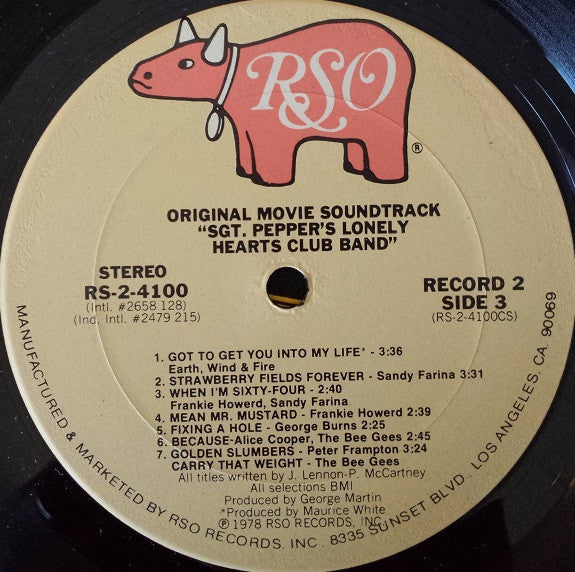 RSO
®
ORIGINAL MOVIE SOUNDTRACK
"SGT. PEPPER'S LONELY
HEARTS CLUB BAND"
STEREO
RS-2-4100
(Intl. #2658 128)
(Ind. Intl. #2479 215)
RECORD 2
SIDE 3
(RS-2-4100CS)
1. GOT TO GET YOU INTO MY LIFE* - 3:36
Earth, Wind & Fire
2. STRAWBERRY FIELDS FOREVER - Sandy Farina 3:31
3. WHEN I'M SIXTY-FOUR - 2:40
Frankie Howerd, Sandy Farina
4. MEAN MR. MUSTARD - Frankie Howerd 2:39
5. FIXING A HOLE - George Burns 2:25
6. BECAUSE-Alice Cooper, The Bee Gees 2:45
7. GOLDEN SLUMBERS - Peter Frampton 3:24
CARRY THAT WEIGHT - The Bee Gees
All titles written by J. Lennon-P. McCartney
All selections BMI
Produced by George Martin
*Produced by Maurice White
℗ 1978 RSO RECORDS, INC.
MANUFACTURED & MARKETED BY RSO RECORDS, INC. 8335 SUNSET BLVD. LOS ANGELES, CA. 90069